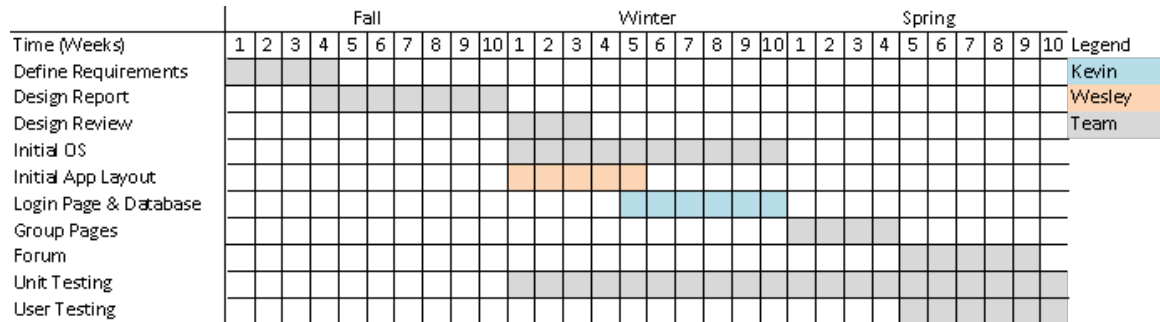 Fall Winter Spring
Time (Weeks) 1 2 3 4 5 6 7 8 9 10 1 2 3 4 5 6 7 8 9 10 1 2 3 4 5 6 7 8 9 10 Legend
Define Requirements Kevin
Design Report Wesley
Design Review Team
Initial OS
Initial App Layout
Login Page & Database
Group Pages
Forum
Unit Testing
User Testing